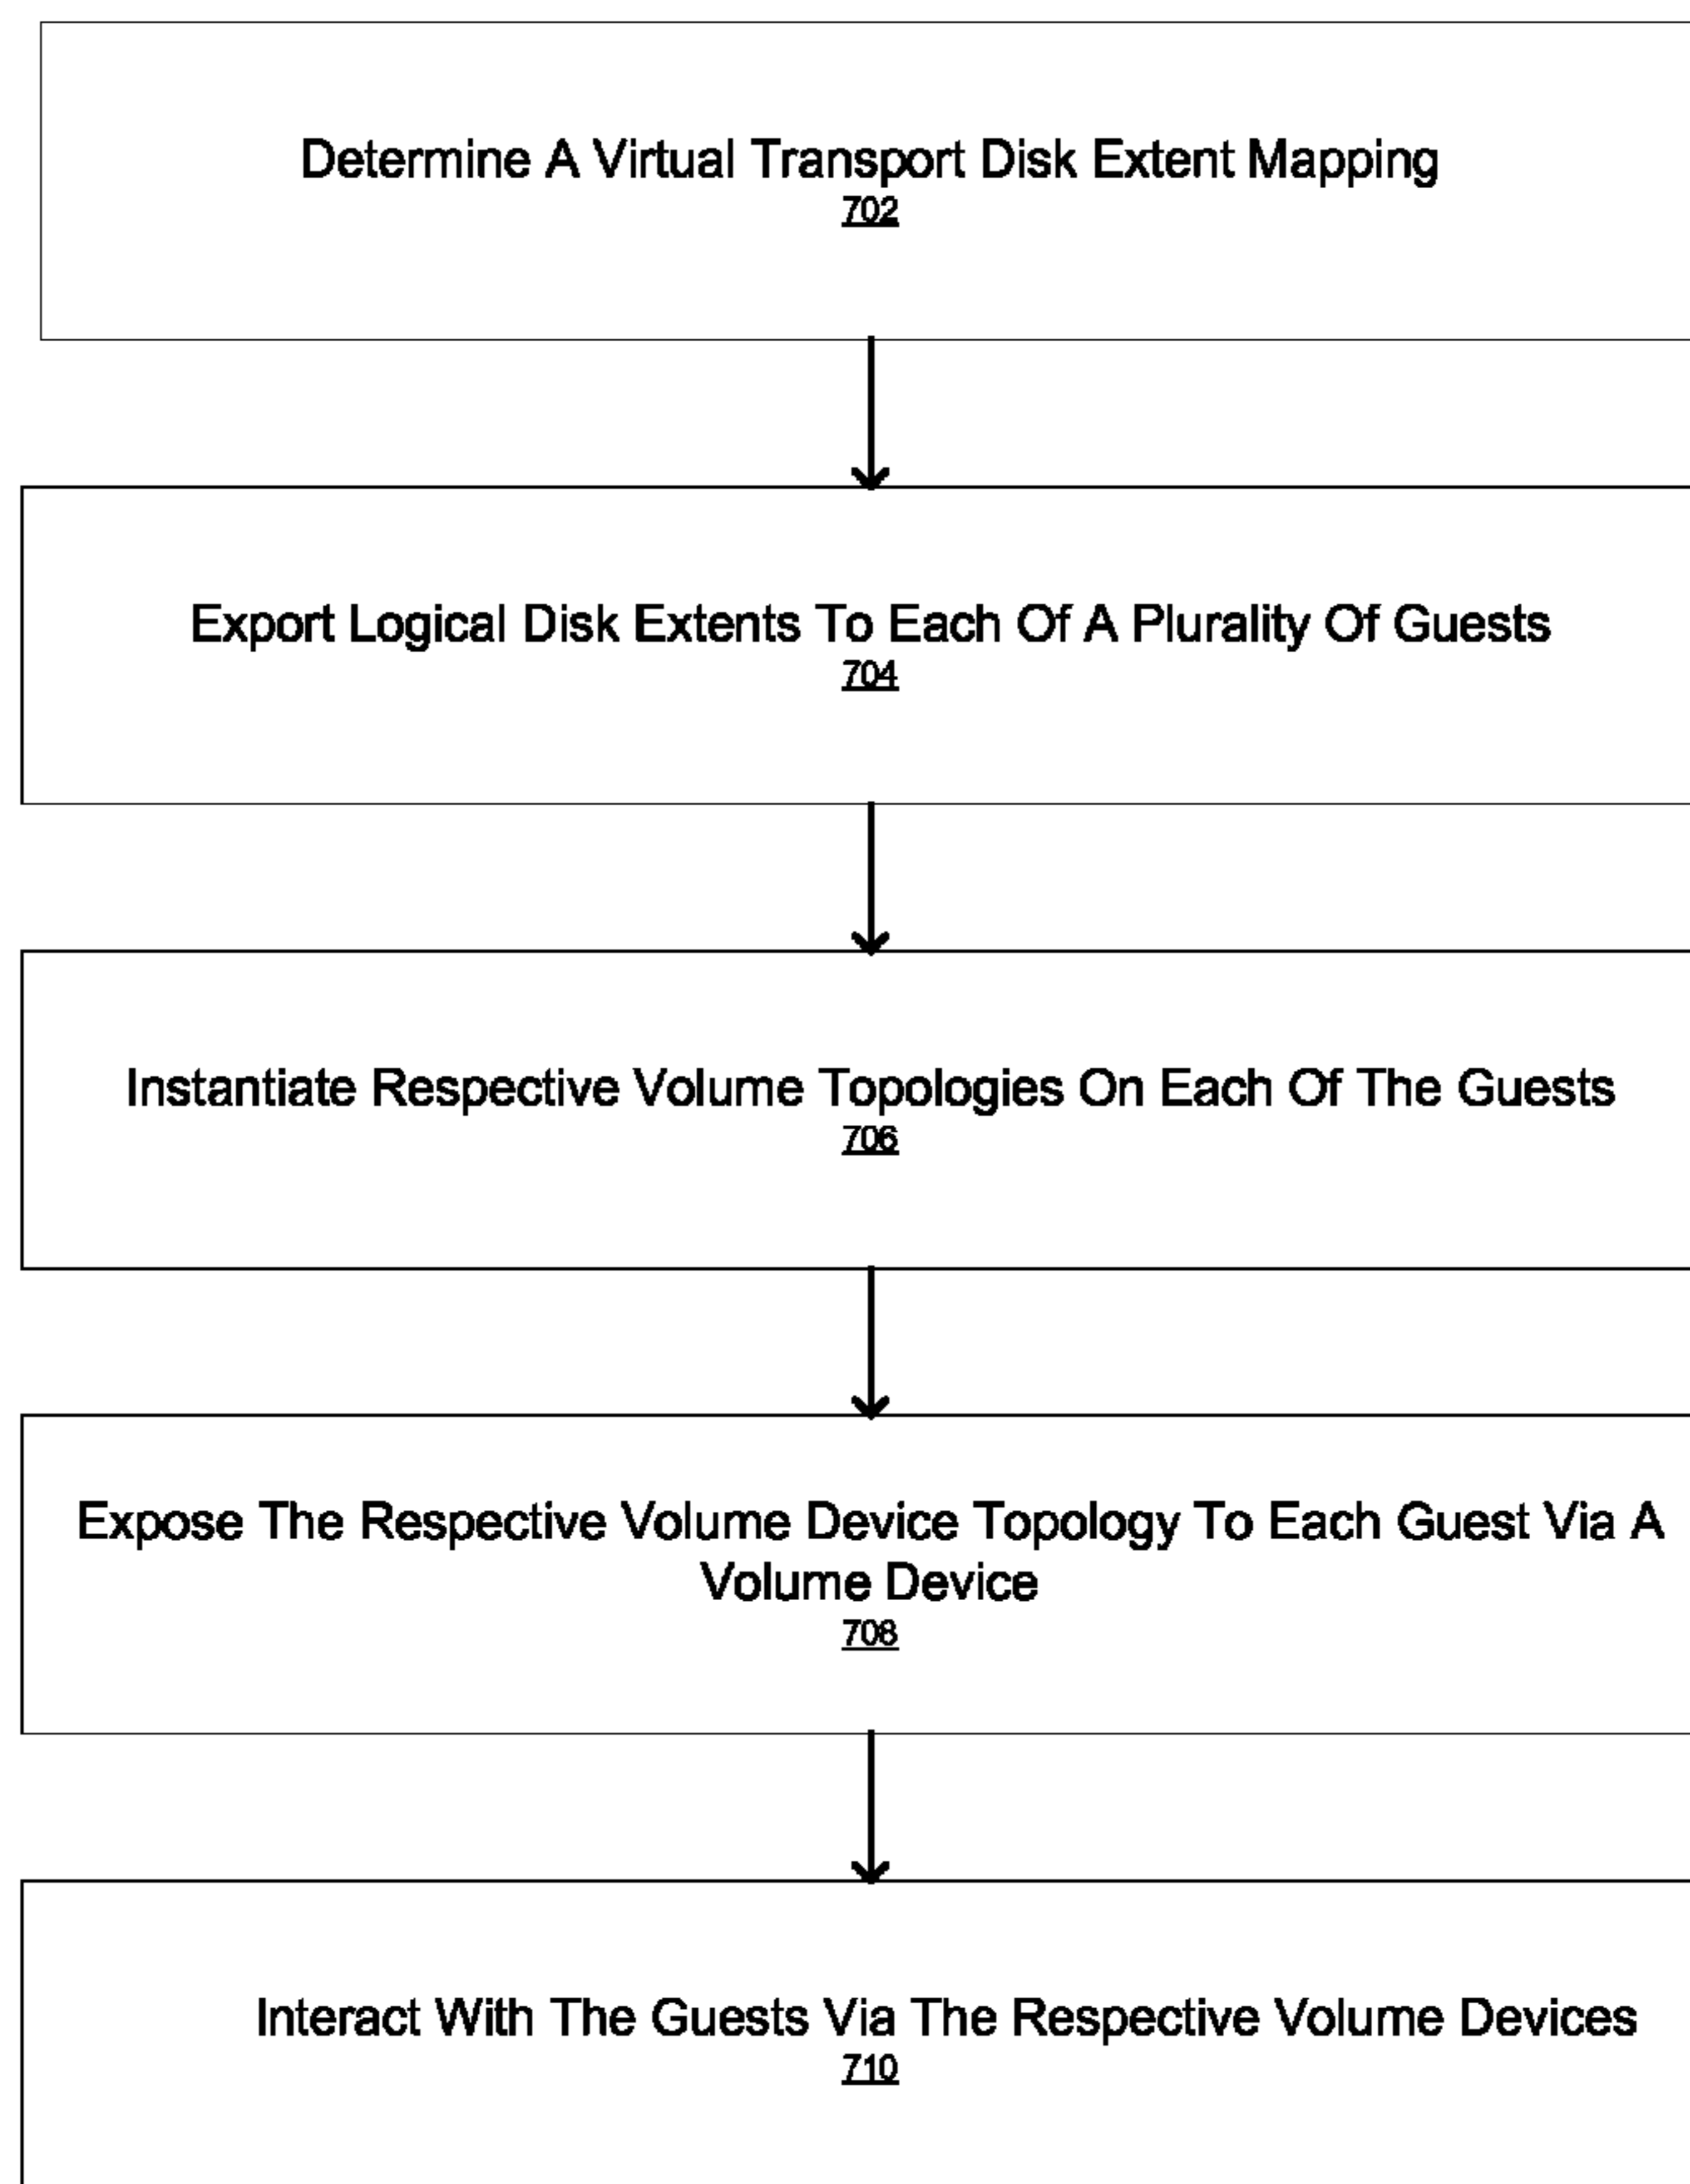 Determine A Virtual Transport Disk Extent Mapping
702
Export Logical Disk Extents To Each Of A Plurality Of Guests
704
Instantiate Respective Volume Topologies On Each Of The Guests
706
Expose The Respective Volume Device Topology To Each Guest Via A
Volume Device
708
Interact With The Guests Via The Respective Volume Devices
710